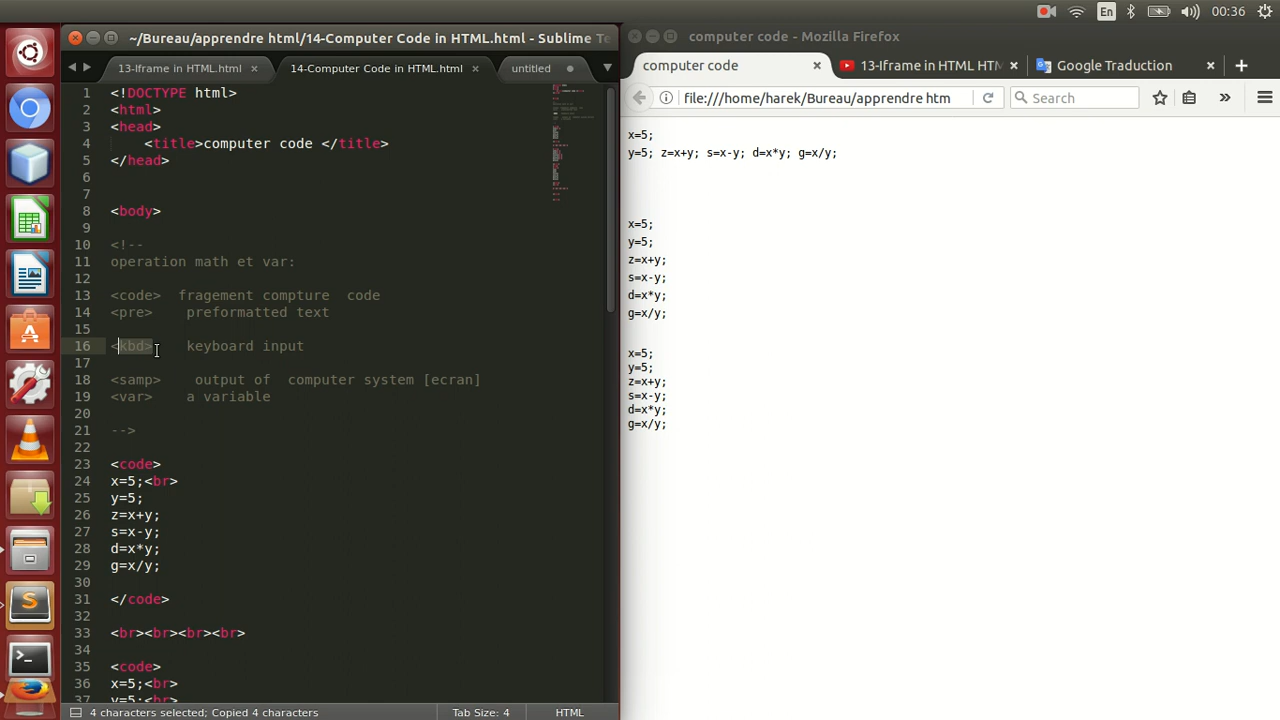 En
00:36
~/Bureau/apprendre html/14-Computer Code in HTML.html - Sublime Te
computer code - Mozilla Firefox
13-Iframe in HTML.html
14-Computer Code in HTML.html
untitled
computer code
13-Iframe in HTML HTM
Google Traduction
file:///home/harek/Bureau/apprendre htm
Search
1 <!DOCTYPE html>
2 <html>
3 <head>
4 <title>computer code </title>
5 </head>
6
7
8 <body>
9
10 <!--
11 operation math et var:
12
13 <code> fragement compture code
14 <pre> preformatted text
15
16 <kbd> keyboard input
17
18 <samp> output of computer system [ecran]
19 <var> a variable
20
21 -->
22
23 <code>
24 x=5;<br>
25 y=5;
26 z=x+y;
27 s=x-y;
28 d=x*y;
29 g=x/y;
30
31 </code>
32
33 <br><br><br><br>
34
35 <code>
36 x=5;<br>
37 y=5;<br>
4 characters selected; Copied 4 characters
Tab Size: 4
HTML
x=5;
y=5; z=x+y; s=x-y; d=x*y; g=x/y;
x=5;
y=5;
z=x+y;
s=x-y;
d=x*y;
g=x/y;
x=5;
y=5;
z=x+y;
s=x-y;
d=x*y;
g=x/y;